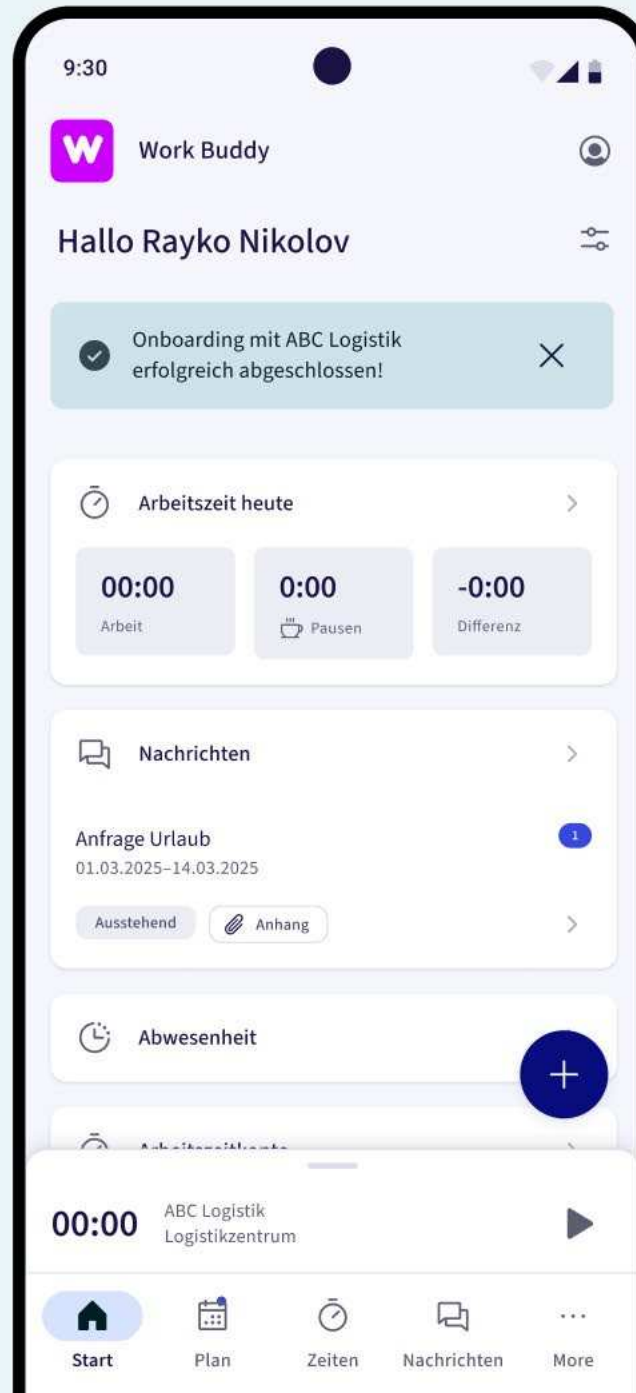 9:30
W
Work Buddy
Hallo Rayko Nikolov
Onboarding mit ABC Logistik
erfolgreich abgeschlossen!
Arbeitszeit heute
00:00
Arbeit
0:00
Pausen
-0:00
Differenz
Nachrichten
Anfrage Urlaub
1
01.03.2025–14.03.2025
Ausstehend
Anhang
Abwesenheit
00:00
ABC Logistik
Logistikzentrum
Start
Plan
Zeiten
Nachrichten
More